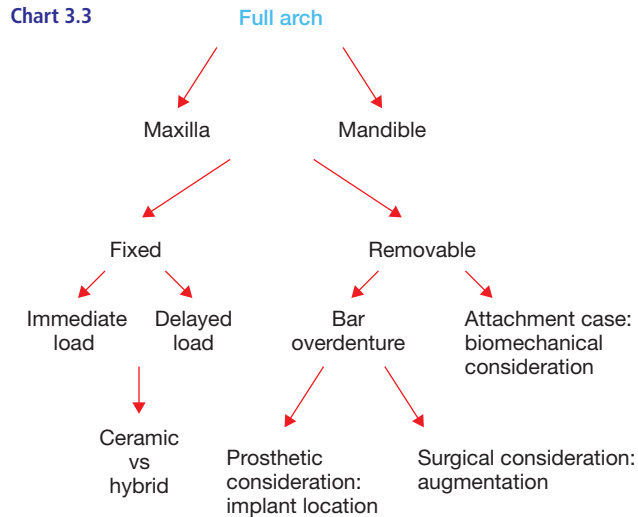 Chart 3.3
Full arch
Maxilla
Mandible
Fixed
Removable
Immediate
load
Delayed
load
Bar
overdenture
Attachment case:
biomechanical
consideration
Ceramic
vs
hybrid
Prosthetic
consideration:
implant location
Surgical consideration:
augmentation